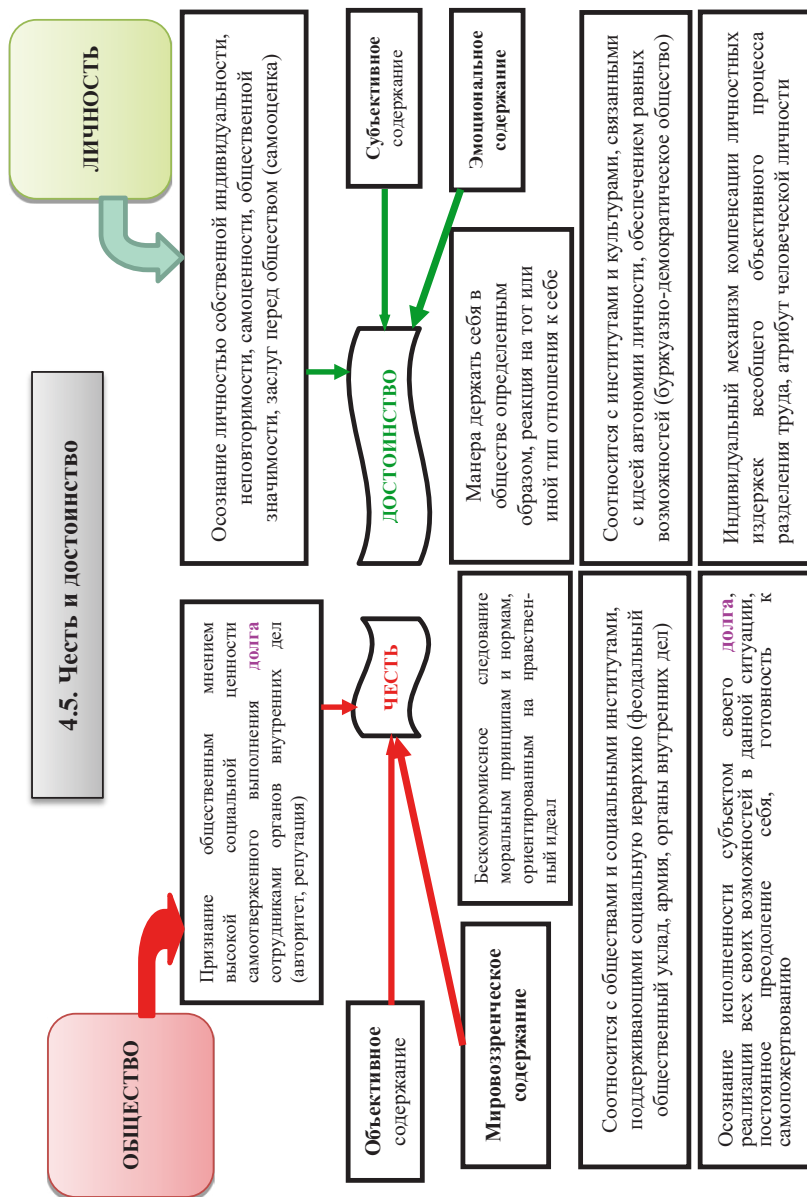 4.5. Честь и достоинство
ОБЩЕСТВО
ЛИЧНОСТЬ
Признание общественным мнением
высокой социальной ценности
самоотверженного выполнения долга
сотрудниками органов внутренних дел
(авторитет, репутация)
Осознание личностью собственной индивидуальности,
неповторимости, самоценности, общественной
значимости, заслуг перед обществом (самооценка)
Объективное
содержание
ЧЕСТЬ
ДОСТОИНСТВО
Субъективное
содержание
Мировоззренческое
содержание
Бескомпромиссное следование
моральным принципам и нормам,
ориентированным на нравствен-
ный идеал
Манера держать себя в
обществе определенным
образом, реакция на тот или
иной тип отношения к себе
Эмоциональное
содержание
Соотносится с обществами и социальными институтами,
поддерживающими социальную иерархию (феодальный
общественный уклад, армия, органы внутренних дел)
Соотносится с институтами и культурами, связанными
с идеей автономии личности, обеспечением равных
возможностей (буржуазно-демократическое общество)
Осознание исполненности субъектом своего долга,
реализации всех своих возможностей в данной ситуации,
постоянное преодоление себя, готовность к
самопожертвованию
Индивидуальный механизм компенсации личностных
издержек всеобщего объективного процесса
разделения труда, атрибут человеческой личности